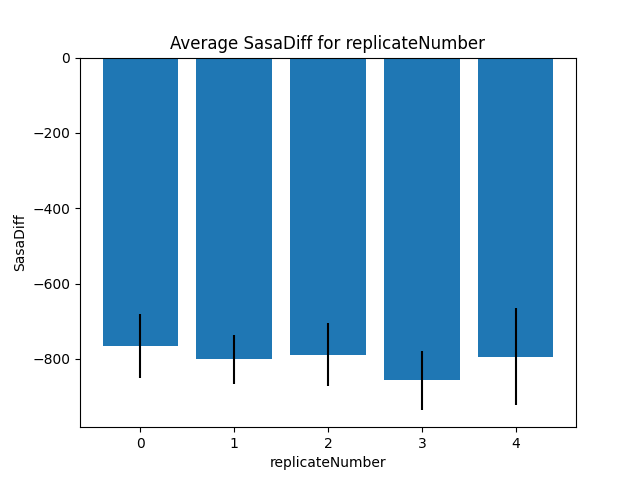 Average SasaDiff for replicateNumber
0
−200
−400
−600
−800
SasaDiff
0 1 2 3 4
replicateNumber